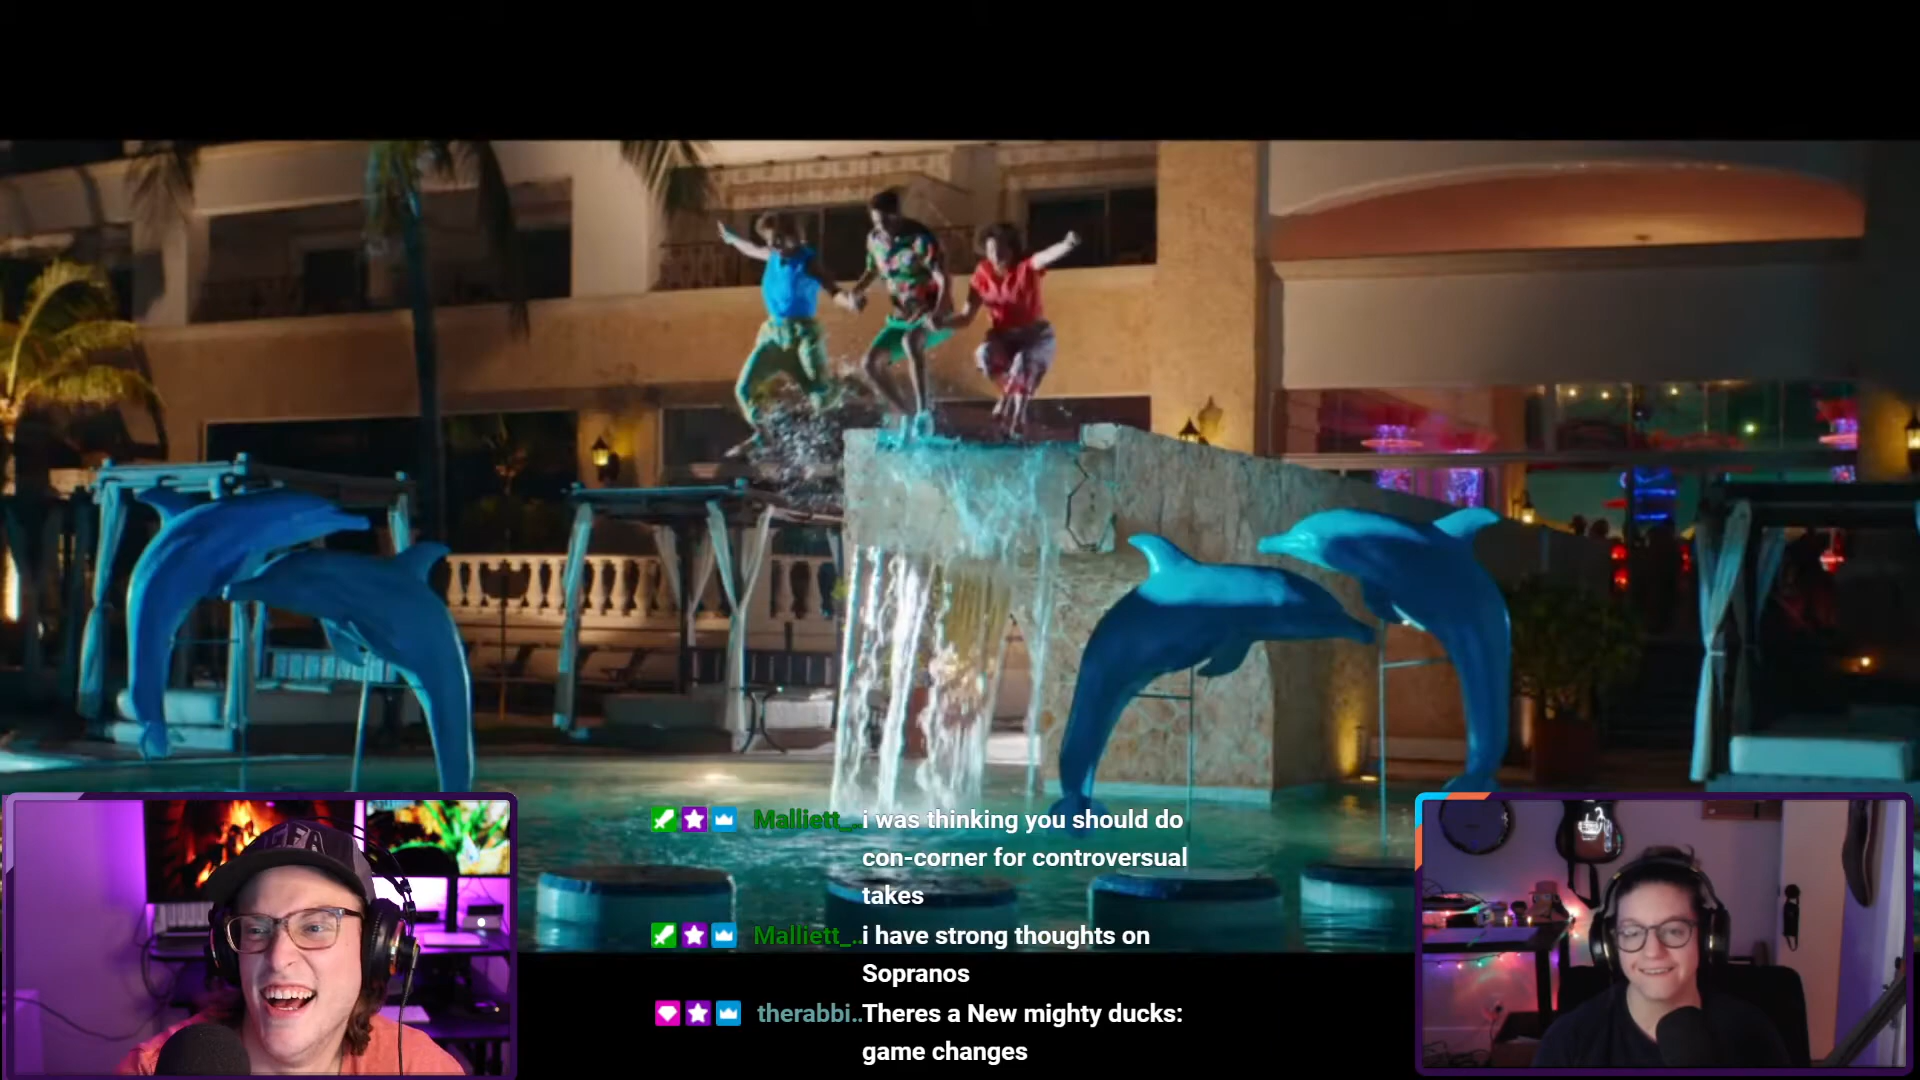 Malliett_.. i was thinking you should do
con-corner for controversual
takes
Malliett_.. i have strong thoughts on
Sopranos
therabbi.. Theres a New mighty ducks:
game changes